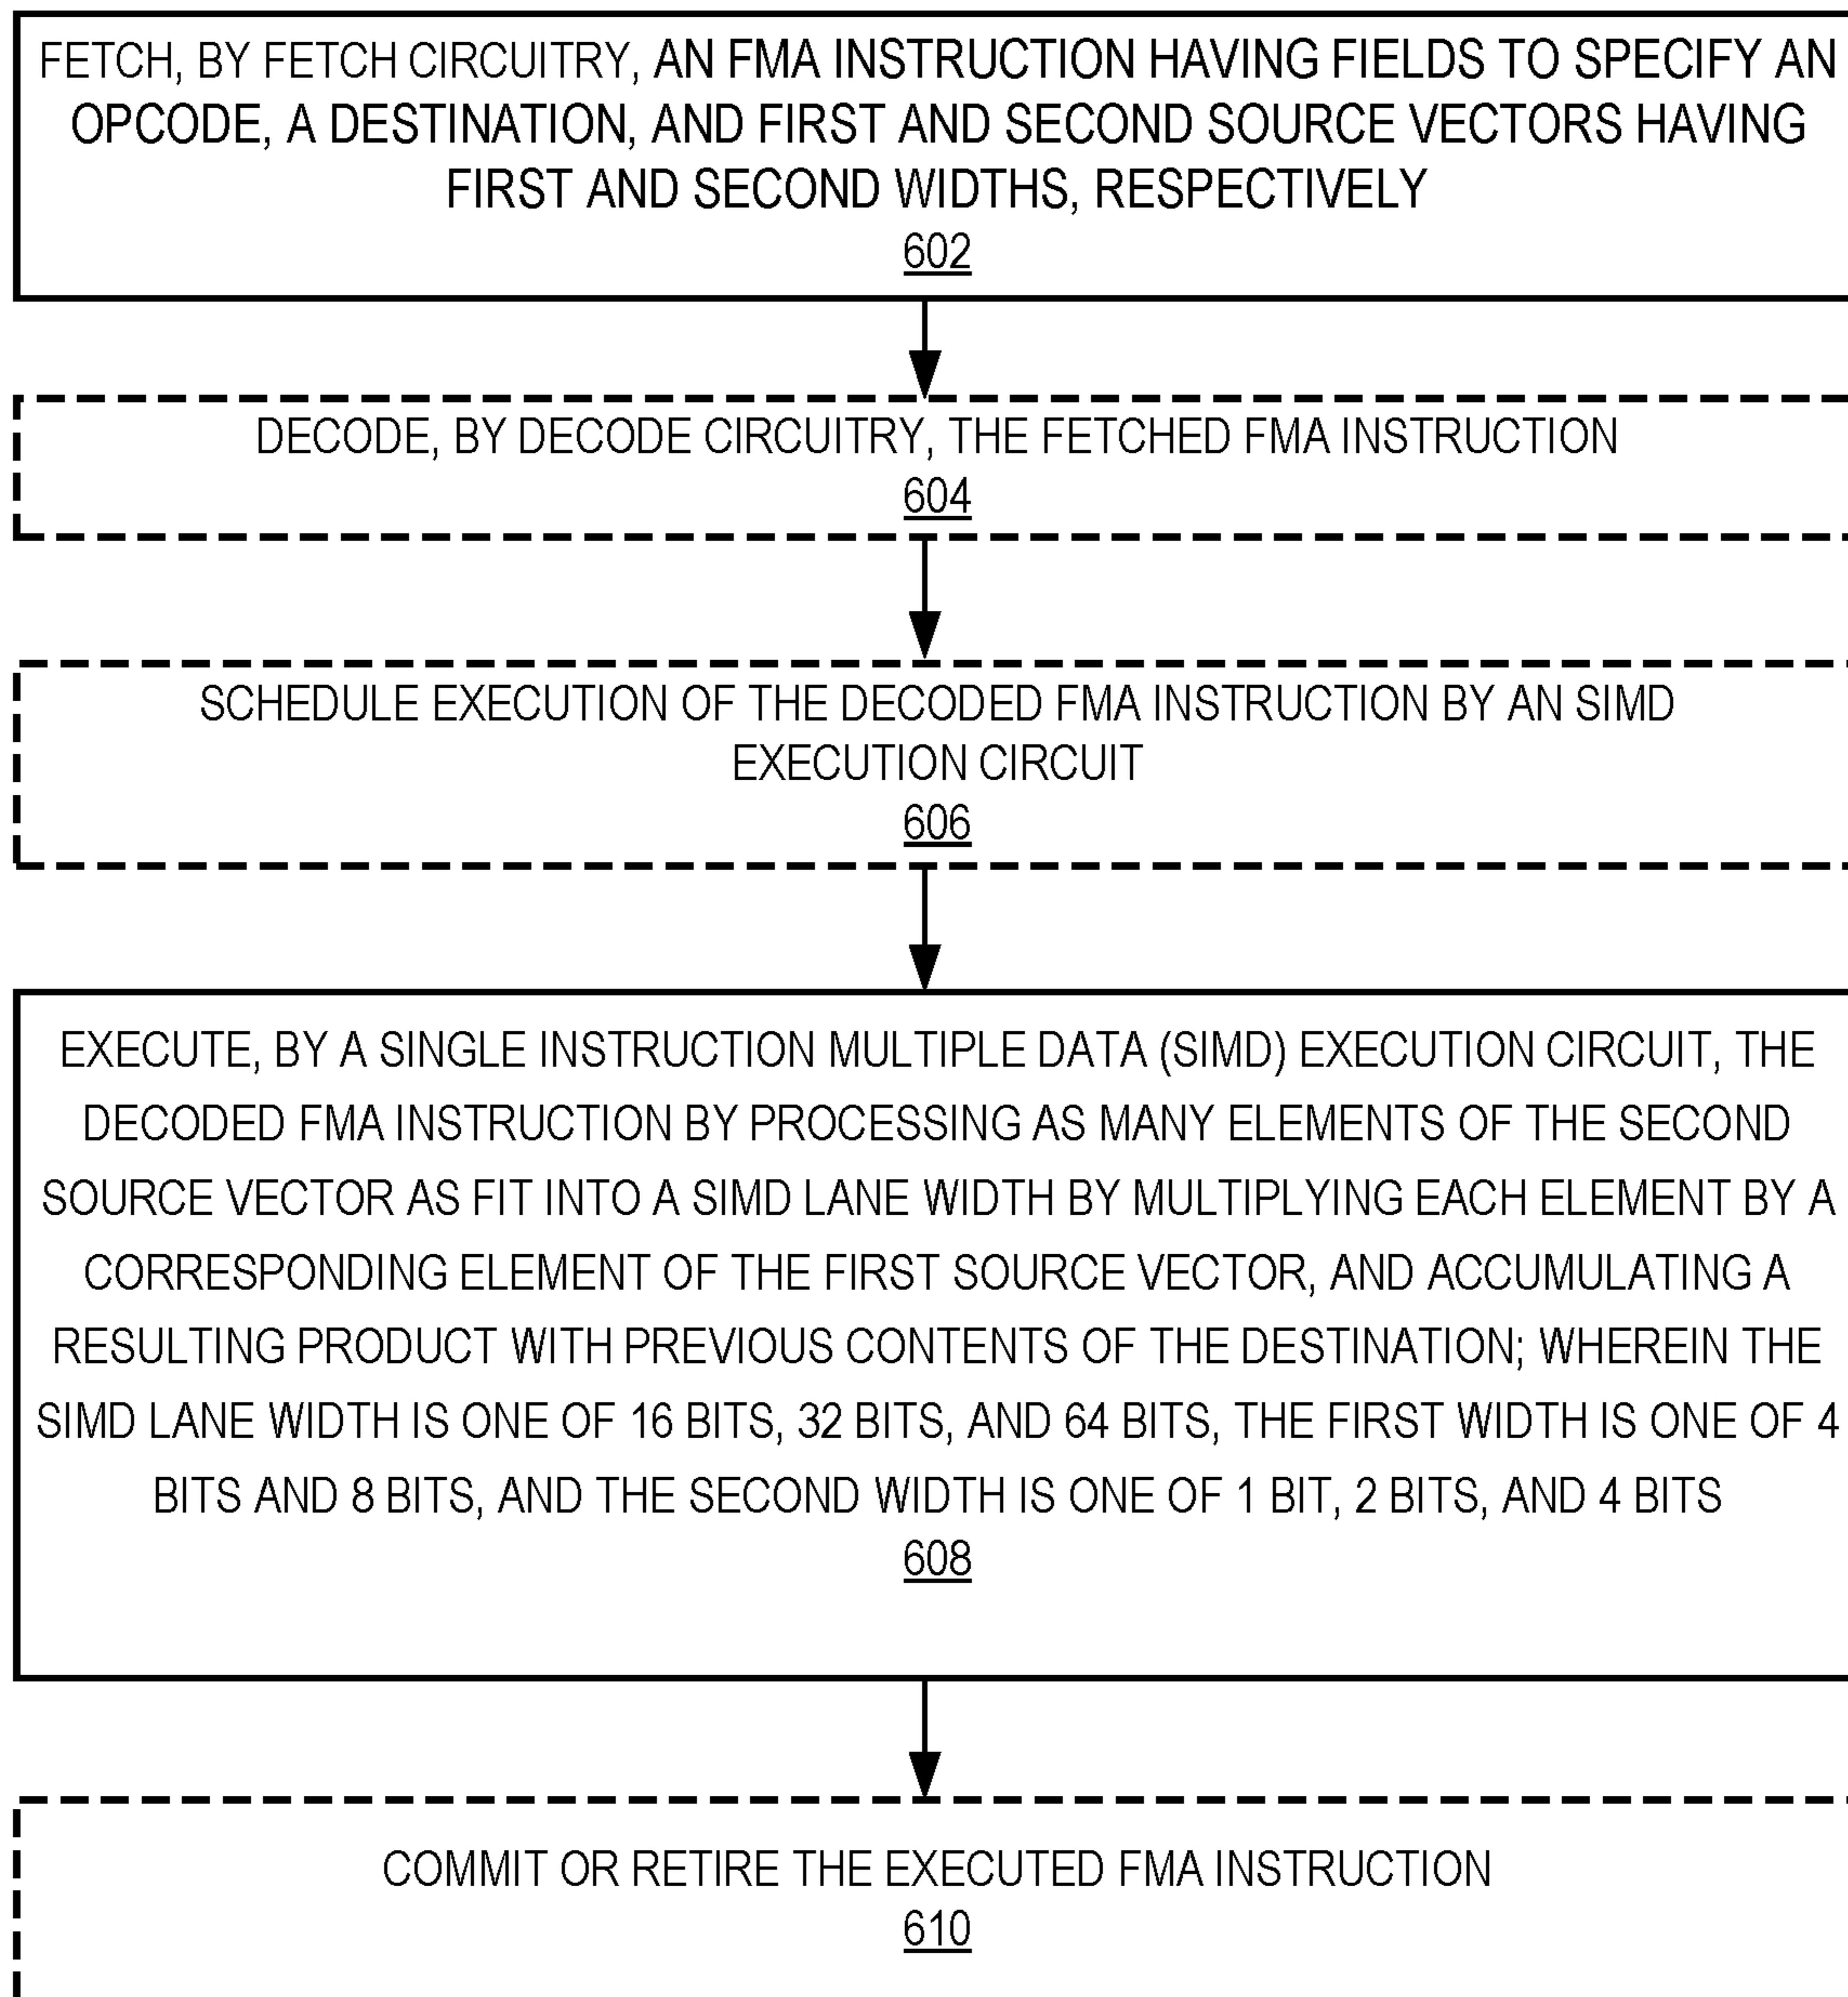 FETCH, BY FETCH CIRCUITRY, AN FMA INSTRUCTION HAVING FIELDS TO SPECIFY AN
OPCODE, A DESTINATION, AND FIRST AND SECOND SOURCE VECTORS HAVING
FIRST AND SECOND WIDTHS, RESPECTIVELY
602
DECODE, BY DECODE CIRCUITRY, THE FETCHED FMA INSTRUCTION
604
SCHEDULE EXECUTION OF THE DECODED FMA INSTRUCTION BY AN SIMD
EXECUTION CIRCUIT
606
EXECUTE, BY A SINGLE INSTRUCTION MULTIPLE DATA (SIMD) EXECUTION CIRCUIT, THE
DECODED FMA INSTRUCTION BY PROCESSING AS MANY ELEMENTS OF THE SECOND
SOURCE VECTOR AS FIT INTO A SIMD LANE WIDTH BY MULTIPLYING EACH ELEMENT BY A
CORRESPONDING ELEMENT OF THE FIRST SOURCE VECTOR, AND ACCUMULATING A
RESULTING PRODUCT WITH PREVIOUS CONTENTS OF THE DESTINATION; WHEREIN THE
SIMD LANE WIDTH IS ONE OF 16 BITS, 32 BITS, AND 64 BITS, THE FIRST WIDTH IS ONE OF 4
BITS AND 8 BITS, AND THE SECOND WIDTH IS ONE OF 1 BIT, 2 BITS, AND 4 BITS
608
COMMIT OR RETIRE THE EXECUTED FMA INSTRUCTION
610